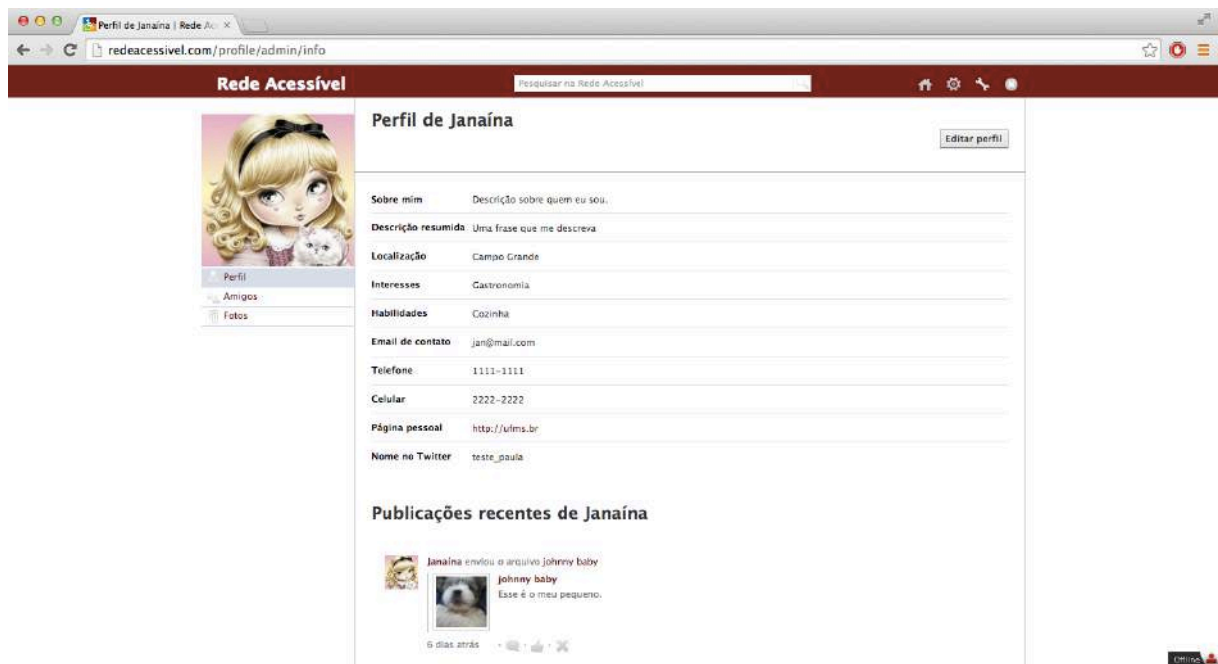 Perfil de Janaína | Rede Ac
redeacessivel.com/profile/admin/info
Rede Acessível
Pesquisar na Rede Acessível
Perfil de Janaína
Editar perfil
Perfil
Amigos
Fotos
Sobre mim Descrição sobre quem eu sou.
Descrição resumida Uma frase que me descreva
Localização Campo Grande
Interesses Gastronomia
Habilidades Cozinha
Email de contato jan@mail.com
Telefone 1111-1111
Celular 2222-2222
Página pessoal http://ufms.br
Nome no Twitter teste_paula
Publicações recentes de Janaína
Janaína enviou o arquivo johnny baby
johnny baby
Esse é o meu pequeno.
6 dias atrás
Offline